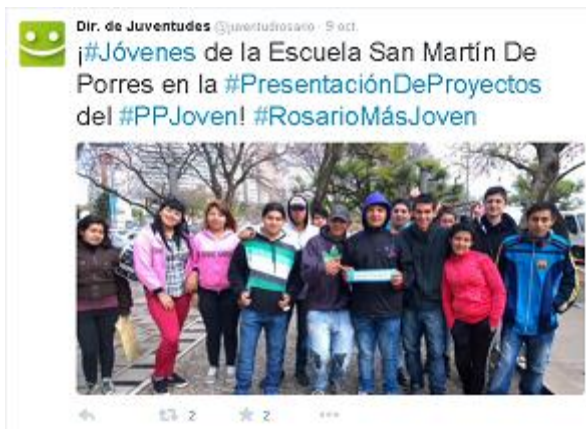 Dir. de Juventudes @juventudrosario · 9 oct.
¡#Jóvenes de la Escuela San Martín De
Porres en la #PresentaciónDeProyectos
del #PPJoven! #RosarioMásJoven
2 2